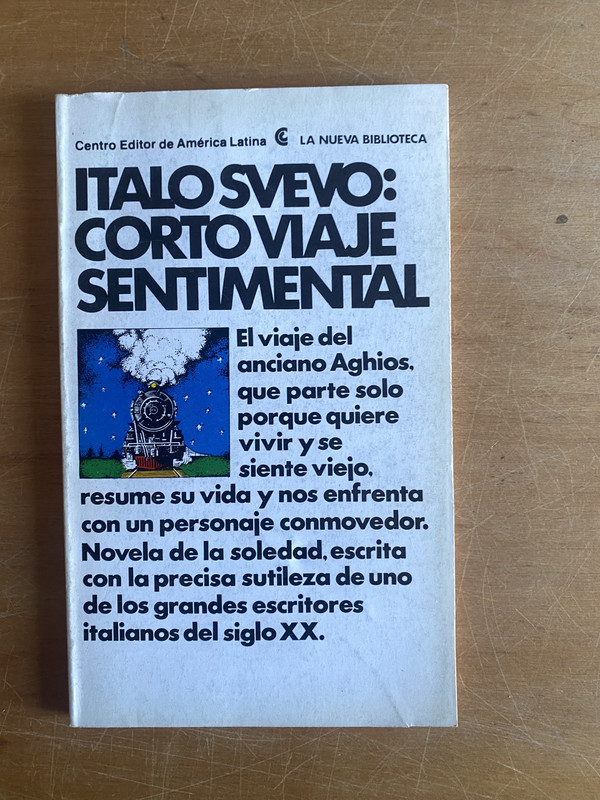 Centro Editor de América Latina LA NUEVA BIBLIOTECA
ITALO SVEVO:
CORTO VIAJE
SENTIMENTAL
El viaje del
anciano Aghios,
que parte solo
porque quiere
vivir y se
siente viejo,
resume su vida y nos enfrenta
con un personaje conmovedor.
Novela de la soledad, escrita
con la precisa sutileza de uno
de los grandes escritores
italianos del siglo XX.